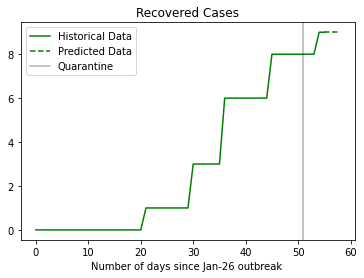 Recovered Cases
Historical Data
Predicted Data
Quarantine
8
6
4
2
0
0 10 20 30 40 50 60
Number of days since Jan-26 outbreak